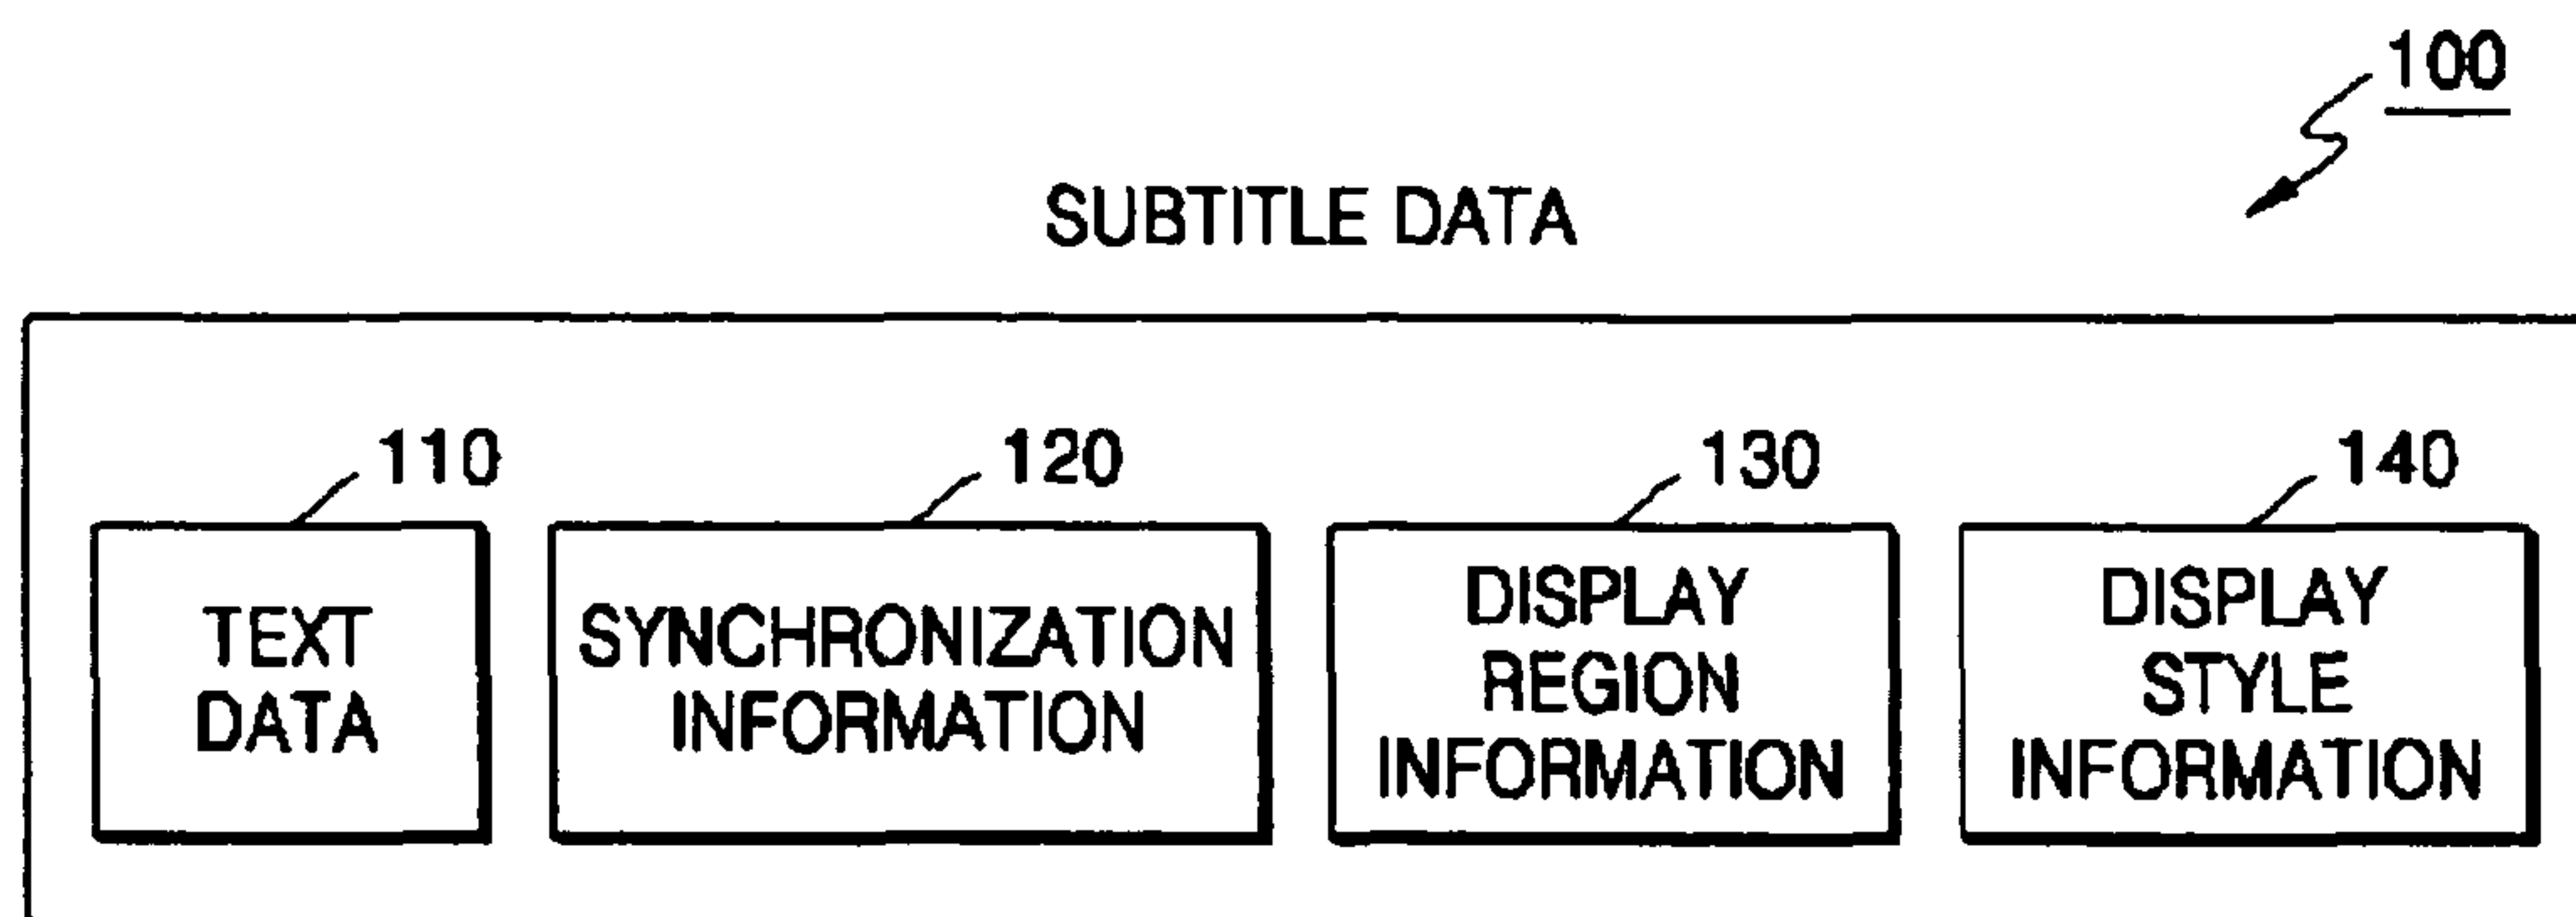 100
SUBTITLE DATA
110
120
130
140
TEXT
DATA
SYNCHRONIZATION
INFORMATION
DISPLAY
REGION
INFORMATION
DISPLAY
STYLE
INFORMATION